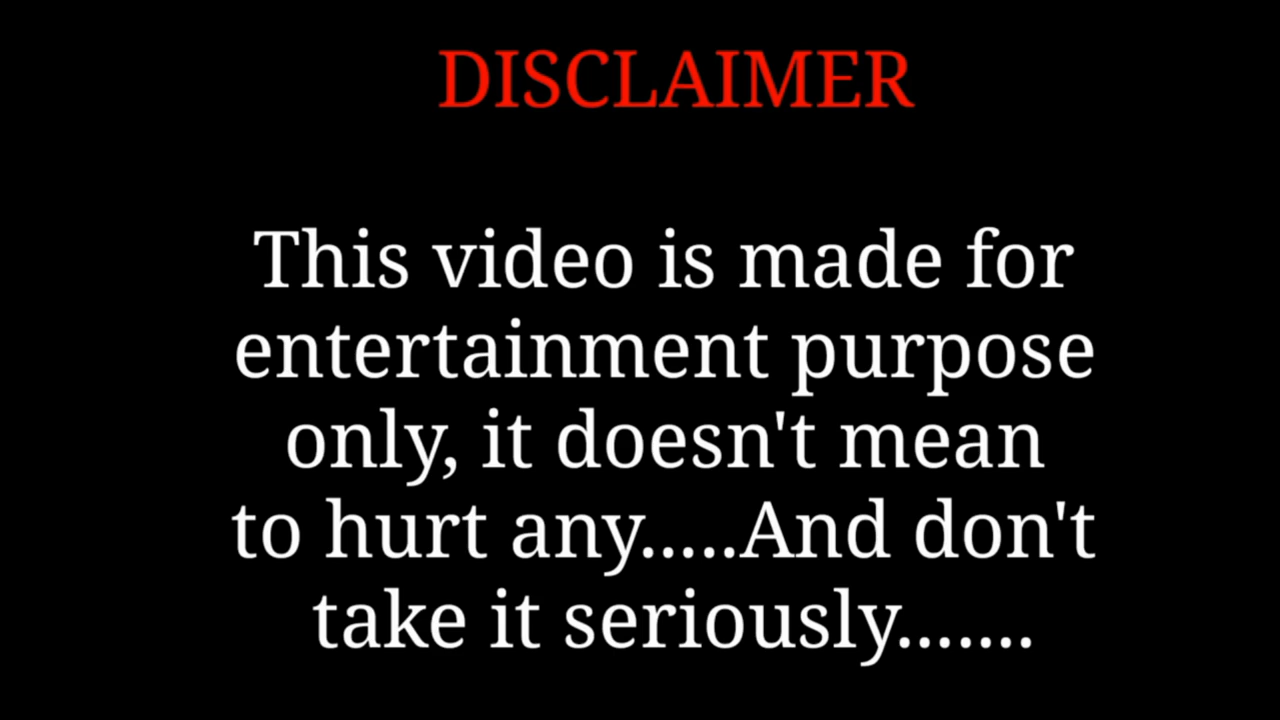 DISCLAIMER
This video is made for
entertainment purpose
only, it doesn't mean
to hurt any.....And don't
take it seriously.......